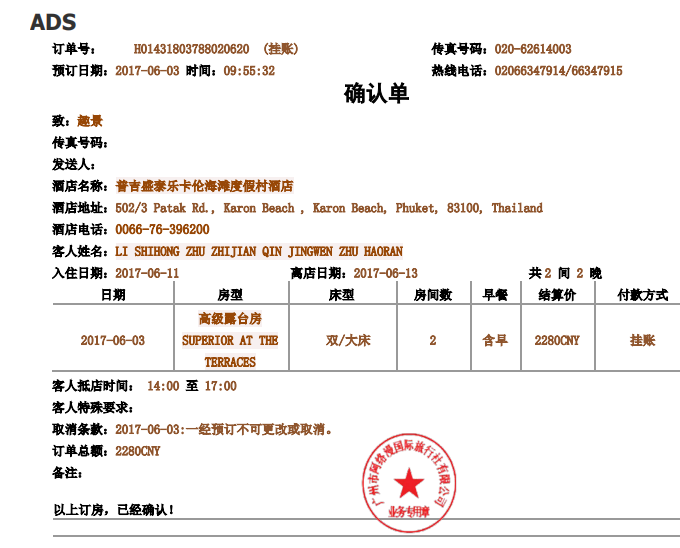 ADS
订单号： H01431803788020620 (挂账) 传真号码：020-62614003
预订日期：2017-06-03 时间：09:55:32 热线电话：02066347914/66347915
确认单
致：趣景
传真号码：
发送人：
酒店名称：普吉盛泰乐卡伦海滩度假村酒店
酒店地址：502/3 Patak Rd., Karon Beach , Karon Beach, Phuket, 83100, Thailand
酒店电话：0066-76-396200
客人姓名：LI SHIHONG ZHU ZHIJIAN QIN JINGWEN ZHU HAORAN
入住日期：2017-06-11 离店日期：2017-06-13 共2 间 2 晚
日期 房型 床型 房间数 早餐 结算价 付款方式
高级露台房
2017-06-03 SUPERIOR AT THE 双/大床 2 含早 2280CNY 挂账
TERRACES
客人抵店时间： 14:00 至 17:00
客人特殊要求：
取消条款：2017-06-03:一经预订不可更改或取消。
订单总额：2280CNY
备注：
广州市阿络漫国际旅行社有限公司
业务专用章
以上订房，已经确认！